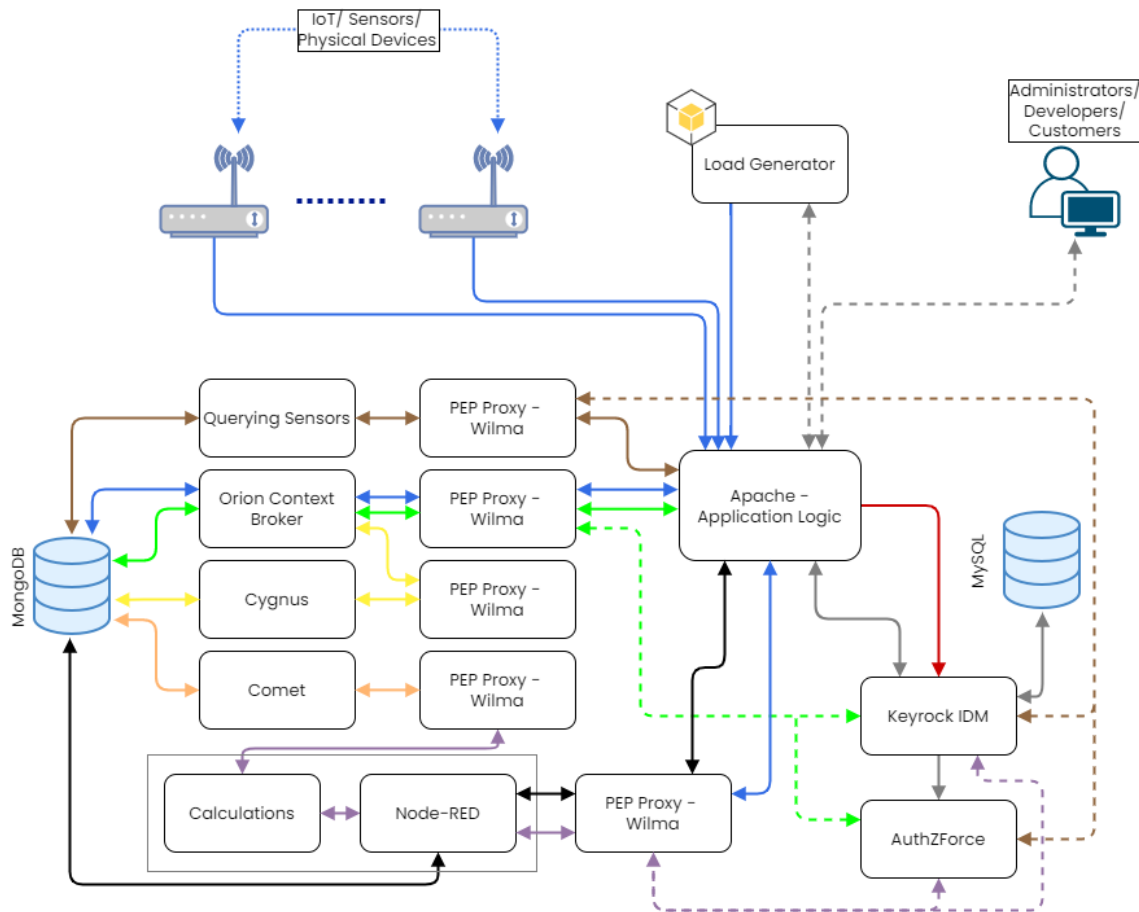 IoT/ Sensors/
Physical Devices
Administrators/
Developers/
Customers
Load Generator
Querying Sensors
PEP Proxy -
Wilma
Orion Context
Broker
PEP Proxy -
Wilma
Apache -
Application Logic
MongoDB
MySQL
Cygnus
PEP Proxy -
Wilma
Comet
PEP Proxy -
Wilma
Keyrock IDM
Calculations
Node-RED
PEP Proxy -
Wilma
AuthZForce